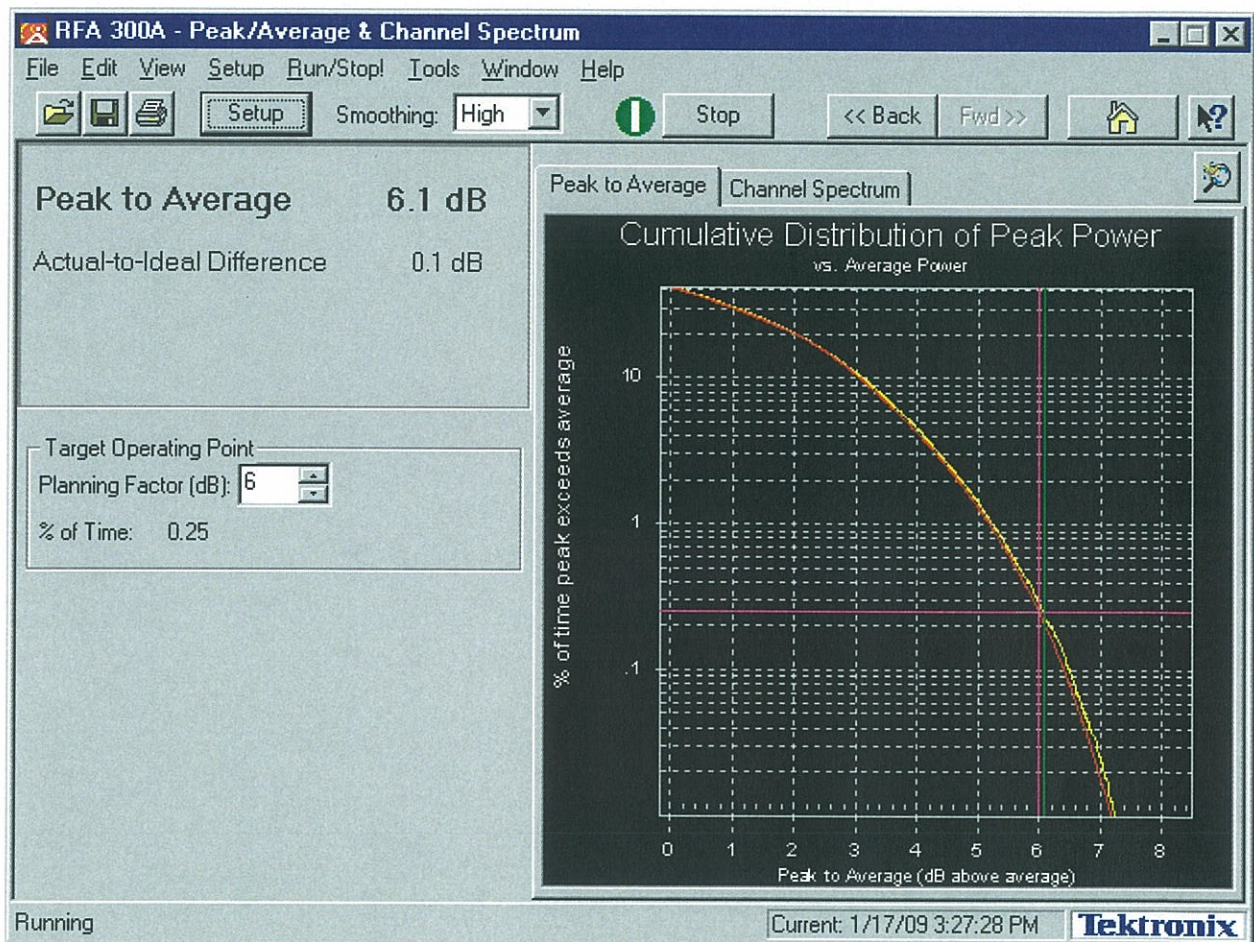 RFA 300A - Peak/Average & Channel Spectrum
File Edit View Setup Run/Stop! Tools Window Help
Setup Smoothing: High Stop << Back Fwd >>
Peak to Average 6.1 dB
Actual-to-Ideal Difference 0.1 dB
Target Operating Point
Planning Factor (dB): 6
% of Time: 0.25
Peak to Average Channel Spectrum
Cumulative Distribution of Peak Power
vs. Average Power
% of time peak exceeds average
10
1
.1
0 1 2 3 4 5 6 7 8
Peak to Average (dB above average)
Running
Current: 1/17/09 3:27:28 PM
Tektronix